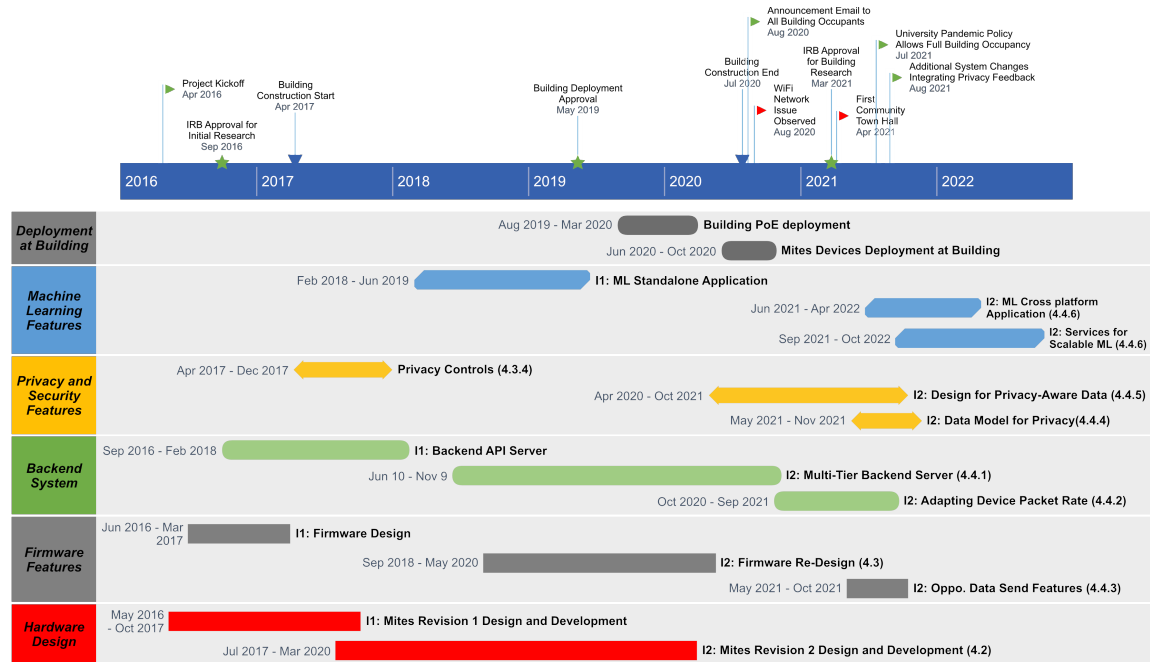 Announcement Email to
All Building Occupants
Aug 2020
University Pandemic Policy
Allows Full Building Occupancy
Jul 2021
IRB Approval
for Building
Research
Mar 2021
Building
Construction End
Jul 2020
Additional System Changes
Integrating Privacy Feedback
Aug 2021
Project Kickoff
Apr 2016
Building
Construction Start
Apr 2017
Building Deployment
Approval
May 2019
WiFi
Network
Issue
Observed
Aug 2020
First
Community
Town Hall
Apr 2021
IRB Approval for
Initial Research
Sep 2016
2016 2017 2018 2019 2020 2021 2022
Deployment
at Building
Aug 2019 - Mar 2020 Building PoE deployment
Jun 2020 - Oct 2020 Mites Devices Deployment at Building
Machine
Learning
Features
Feb 2018 - Jun 2019 I1: ML Standalone Application
Jun 2021 - Apr 2022 I2: ML Cross platform
Application (4.4.6)
Sep 2021 - Oct 2022 I2: Services for
Scalable ML (4.4.6)
Privacy and
Security
Features
Apr 2017 - Dec 2017 Privacy Controls (4.3.4)
Apr 2020 - Oct 2021 I2: Design for Privacy-Aware Data (4.4.5)
May 2021 - Nov 2021 I2: Data Model for Privacy(4.4.4)
Backend
System
Sep 2016 - Feb 2018 I1: Backend API Server
Jun 10 - Nov 9 I2: Multi-Tier Backend Server (4.4.1)
Oct 2020 - Sep 2021 I2: Adapting Device Packet Rate (4.4.2)
Firmware
Features
Jun 2016 - Mar
2017 I1: Firmware Design
Sep 2018 - May 2020 I2: Firmware Re-Design (4.3)
May 2021 - Oct 2021 I2: Oppo. Data Send Features (4.4.3)
Hardware
Design
May 2016
- Oct 2017 I1: Mites Revision 1 Design and Development
Jul 2017 - Mar 2020 I2: Mites Revision 2 Design and Development (4.2)